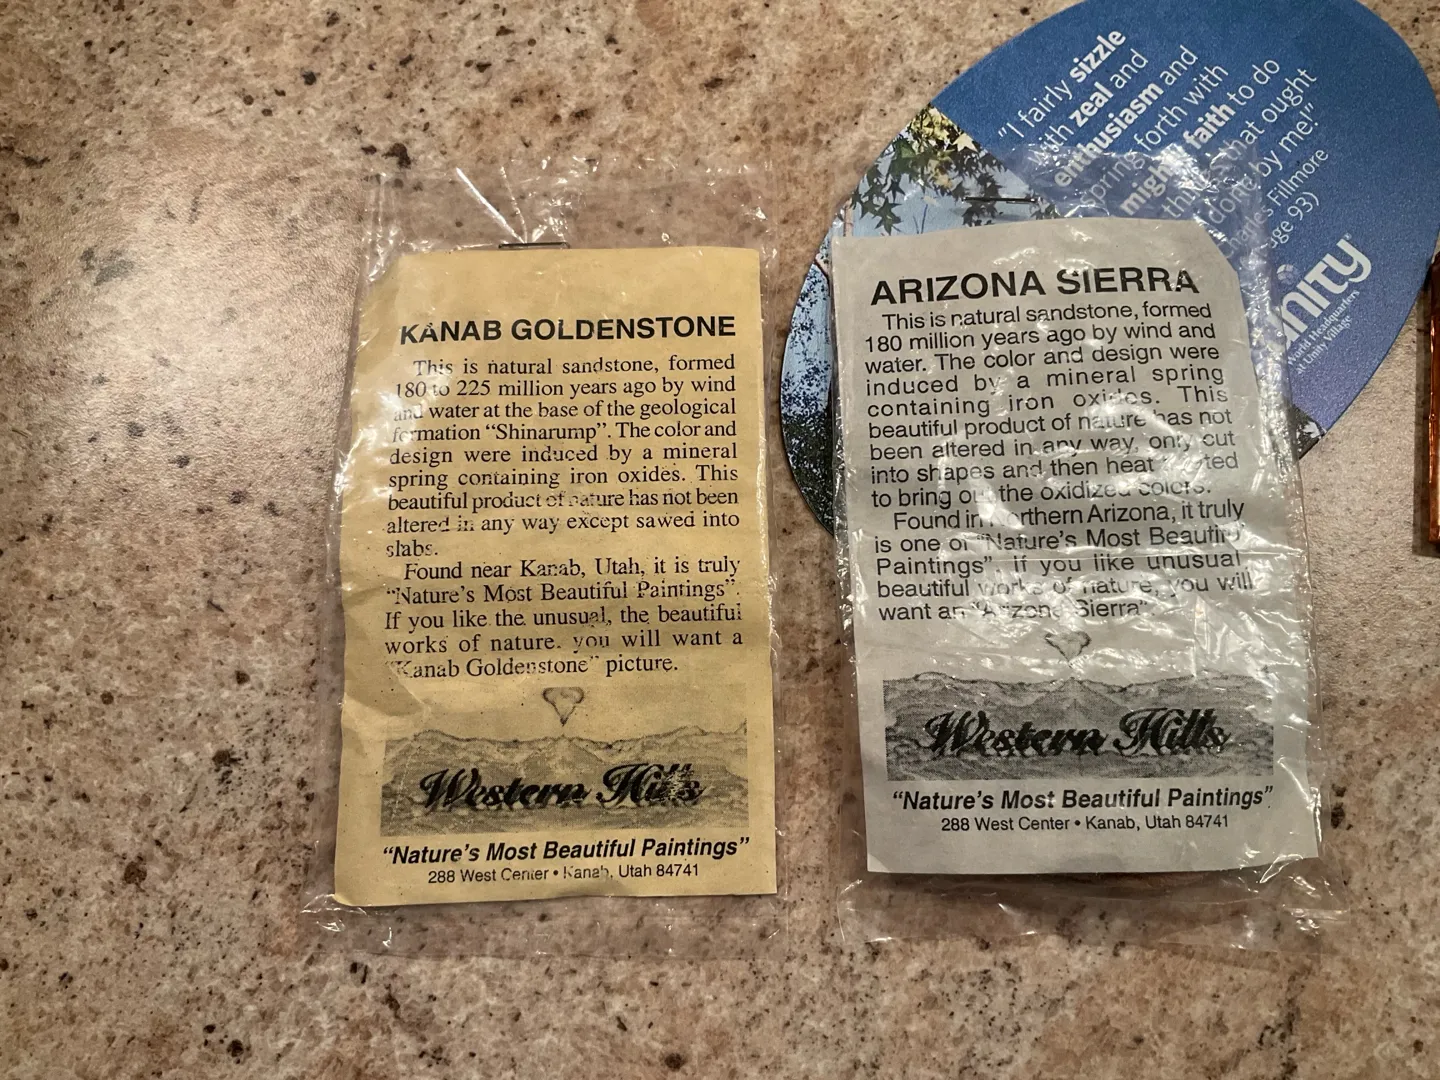 KANAB GOLDENSTONE
This is natural sandstone, formed
180 to 225 million years ago by wind
and water at the base of the geological
formation “Shinarump”. The color and
design were induced by a mineral
spring containing iron oxides. This
beautiful product of nature has not been
altered in any way except sawed into
slabs.
Found near Kanab, Utah, it is truly
“Nature’s Most Beautiful Paintings”.
If you like the unusual, the beautiful
works of nature, you will want a
“Kanab Goldenstone” picture.
Western Hills
“Nature’s Most Beautiful Paintings”
288 West Center • Kanab, Utah 84741
ARIZONA SIERRA
This is natural sandstone, formed
180 million years ago by wind and
water. The color and design were
induced by a mineral spring
containing iron oxides. This
beautiful product of nature has not
been altered in any way, only cut
into shapes and then heat
to bring out the oxidized colors.
Found in Northern Arizona, it truly
is one of “Nature’s Most Beautiful
Paintings”, if you like unusual
beautiful works of nature, you will
want an “Arizona Sierra”.
Western Hills
“Nature’s Most Beautiful Paintings”
288 West Center • Kanab, Utah 84741
“I fairly sizzle
with zeal and
enthusiasm and
spring forth with
might faith to do
things that ought
done by me!”
Fillmore
93)
unity
World Headquarters
at Unity Village